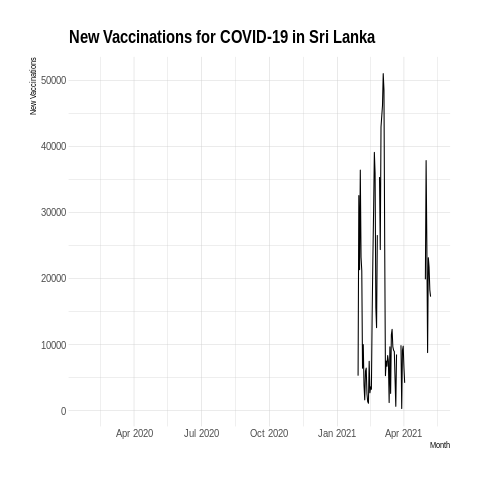 New Vaccinations for COVID-19 in Sri Lanka
New Vaccinations
50000
40000
30000
20000
10000
0
Apr 2020 Jul 2020 Oct 2020 Jan 2021 Apr 2021
Month